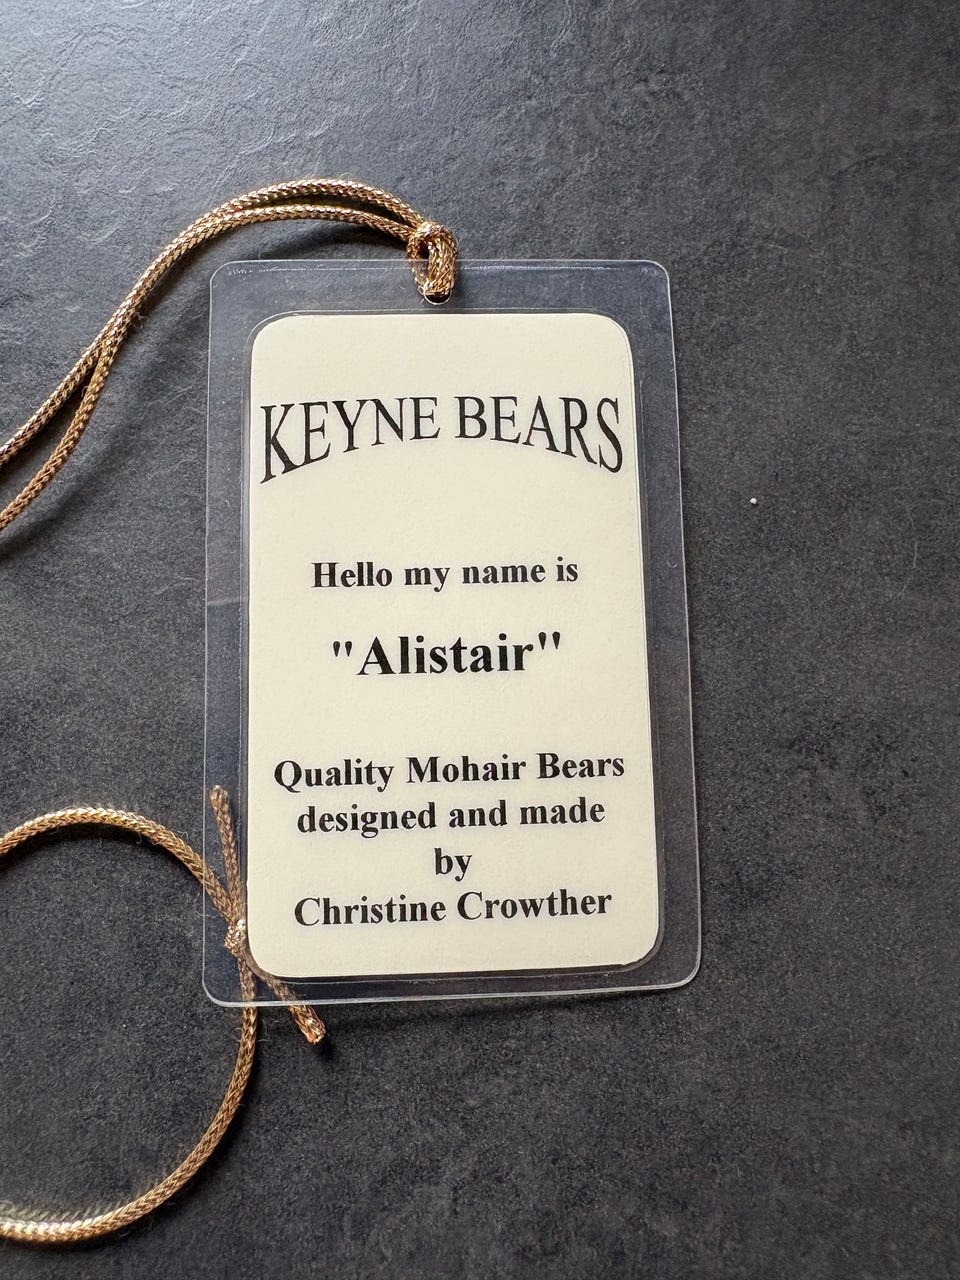 KEYNE BEARS
Hello my name is
"Alistair"
Quality Mohair Bears
designed and made
by
Christine Crowther